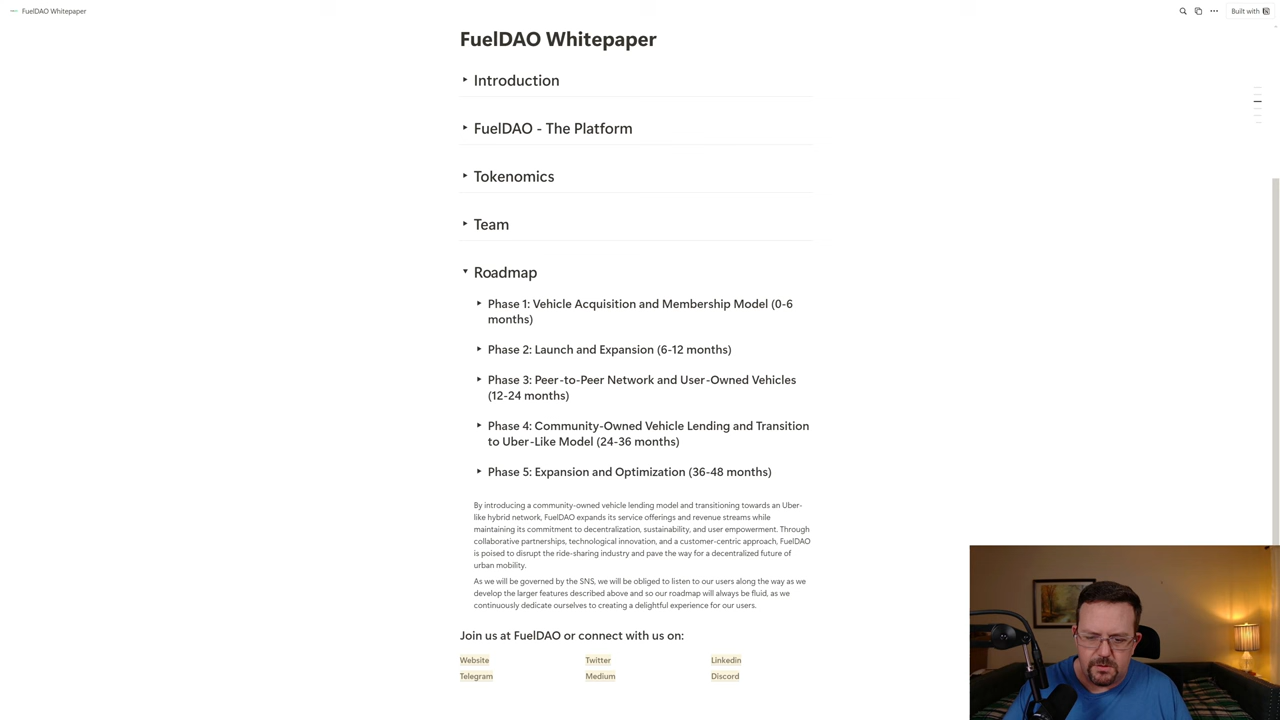 FuelDAO Whitepaper
Built with
FuelDAO Whitepaper
Introduction
FuelDAO - The Platform
Tokenomics
Team
Roadmap
Phase 1: Vehicle Acquisition and Membership Model (0-6
months)
Phase 2: Launch and Expansion (6-12 months)
Phase 3: Peer-to-Peer Network and User-Owned Vehicles
(12-24 months)
Phase 4: Community-Owned Vehicle Lending and Transition
to Uber-Like Model (24-36 months)
Phase 5: Expansion and Optimization (36-48 months)
By introducing a community-owned vehicle lending model and transitioning towards an Uber-
like hybrid network, FuelDAO expands its service offerings and revenue streams while
maintaining its commitment to decentralization, sustainability, and user empowerment. Through
collaborative partnerships, technological innovation, and a customer-centric approach, FuelDAO
is poised to disrupt the ride-sharing industry and pave the way for a decentralized future of
urban mobility.
As we will be governed by the SNS, we will be obliged to listen to our users along the way as we
develop the larger features described above and so our roadmap will always be fluid, as we
continuously dedicate ourselves to creating a delightful experience for our users.
Join us at FuelDAO or connect with us on:
Website Twitter Linkedin
Telegram Medium Discord